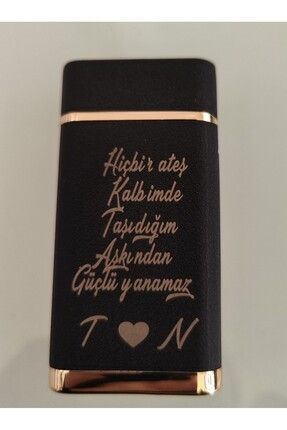 Hiçbir ateş
Kalbimde
Taşıdığım
Aşkından
Güçlü yanamaz
T ♥ N